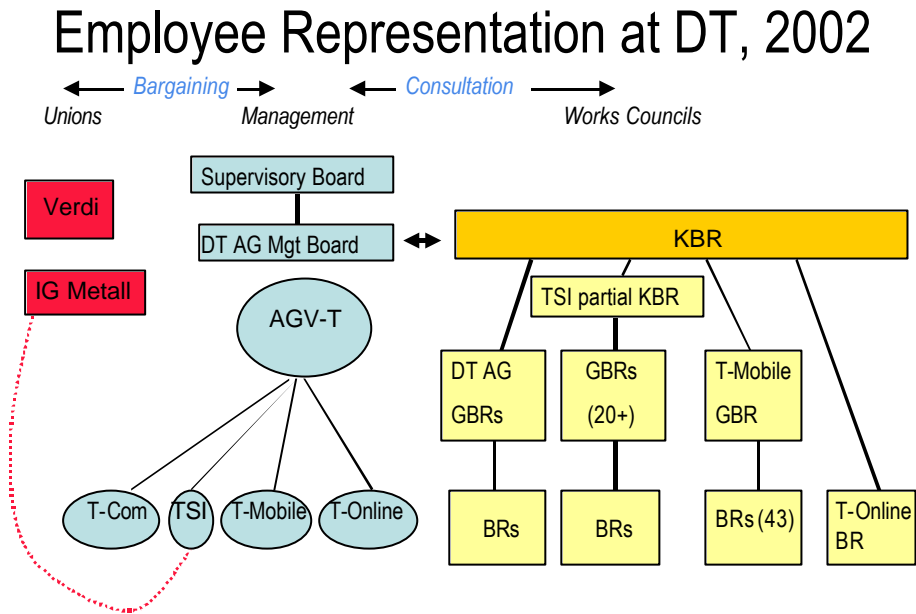 Employee Representation at DT, 2002
Bargaining
Consultation
Unions
Management
Works Councils
Supervisory Board
Verdi
DT AG Mgt Board
KBR
IG Metall
TSI partial KBR
AGV-T
DT AG
GBRs
GBRs
(20+)
T-Mobile
GBR
T-Com
TSI
T-Mobile
T-Online
BRs
BRs
BRs (43)
T-Online
BR